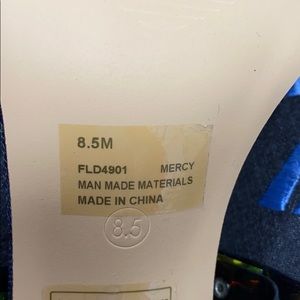 8.5M
FLD4901 MERCY
MAN MADE MATERIALS
MADE IN CHINA
8.5